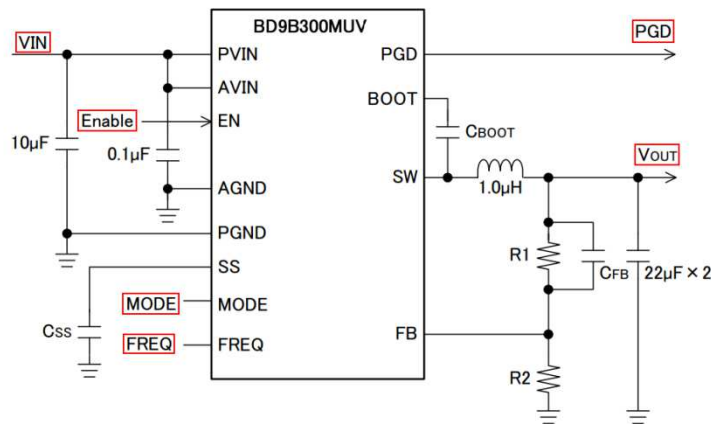 BD9B300MUV
VIN
PVIN
PGD
PGD
AVIN
BOOT
Enable
EN
CBOOT
10µF
0.1µF
VOUT
SW
1.0µH
AGND
PGND
R1
CFB
22µF×2
SS
MODE
MODE
CSS
FB
FREQ
FREQ
R2